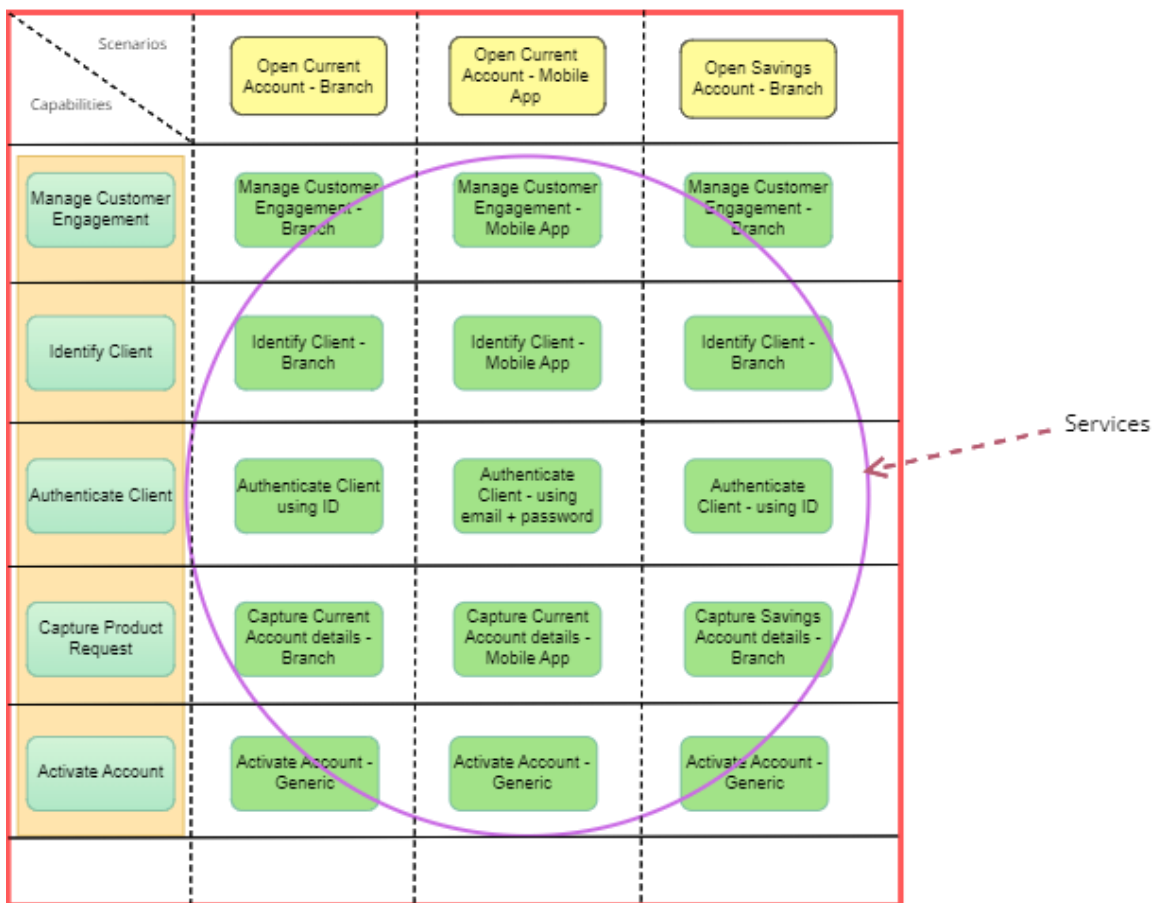 Scenarios
Capabilities
Open Current
Account - Branch
Open Current
Account - Mobile
App
Open Savings
Account - Branch
Manage Customer
Engagement
Manage Customer
Engagement -
Branch
Manage Customer
Engagement -
Mobile App
Manage Customer
Engagement -
Branch
Identify Client
Identify Client -
Branch
Identify Client -
Mobile App
Identify Client -
Branch
Services
Authenticate Client
Authenticate Client
using ID
Authenticate
Client - using
email + password
Authenticate
Client - using ID
Capture Product
Request
Capture Current
Account details -
Branch
Capture Current
Account details -
Mobile App
Capture Savings
Account details -
Branch
Activate Account
Activate Account -
Generic
Activate Account -
Generic
Activate Account -
Generic